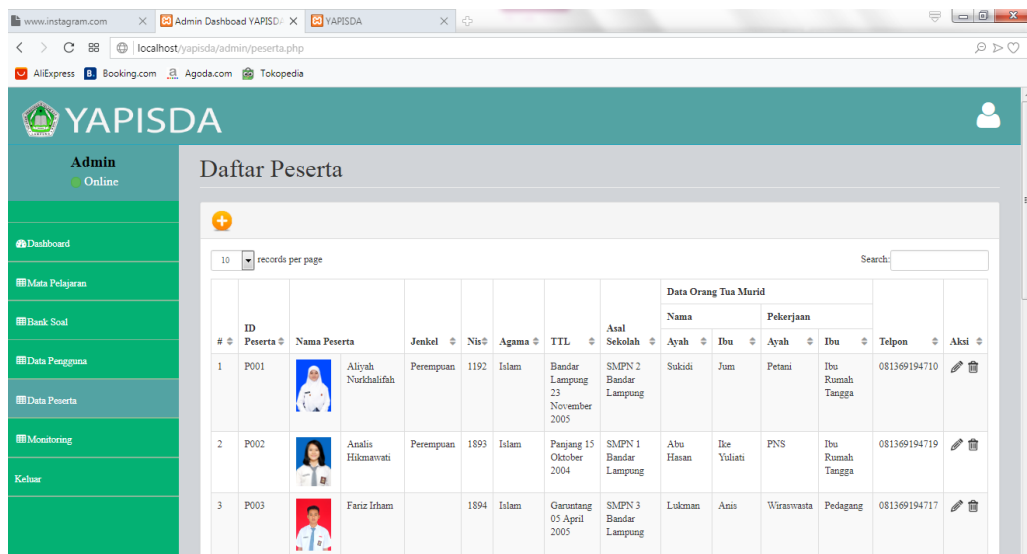 www.instagram.com
Admin Dashboad YAPISDA
YAPISDA
localhost/yapisda/admin/peserta.php
AliExpress
B. Booking.com
a Agoda.com
Tokopedia
YAPISDA
Admin
Online
Dashboard
Mata Pelajaran
Bank Soal
Data Pengguna
Data Peserta
Monitoring
Keluar
Daftar Peserta
10 records per page
Search:
Data Orang Tua Murid
Nama Pekerjaan
# ID Peserta Nama Peserta Jenkel Nis Agama TTL Asal Sekolah Ayah Ibu Ayah Ibu Telpon Aksi
1 P001 Aliyah Nurkhalifah Perempuan 1192 Islam Bandar Lampung 23 November 2005 SMPN 2 Bandar Lampung Sukidi Jum Petani Ibu Rumah Tangga 081369194710
2 P002 Analis Hikmawati Perempuan 1893 Islam Panjang 15 Oktober 2004 SMPN 1 Bandar Lampung Abu Hasan Ike Yuliati PNS Ibu Rumah Tangga 081369194719
3 P003 Fariz Irham 1894 Islam Garuntang 05 April 2005 SMPN 3 Bandar Lampung Lukman Anis Wiraswasta Pedagang 081369194717